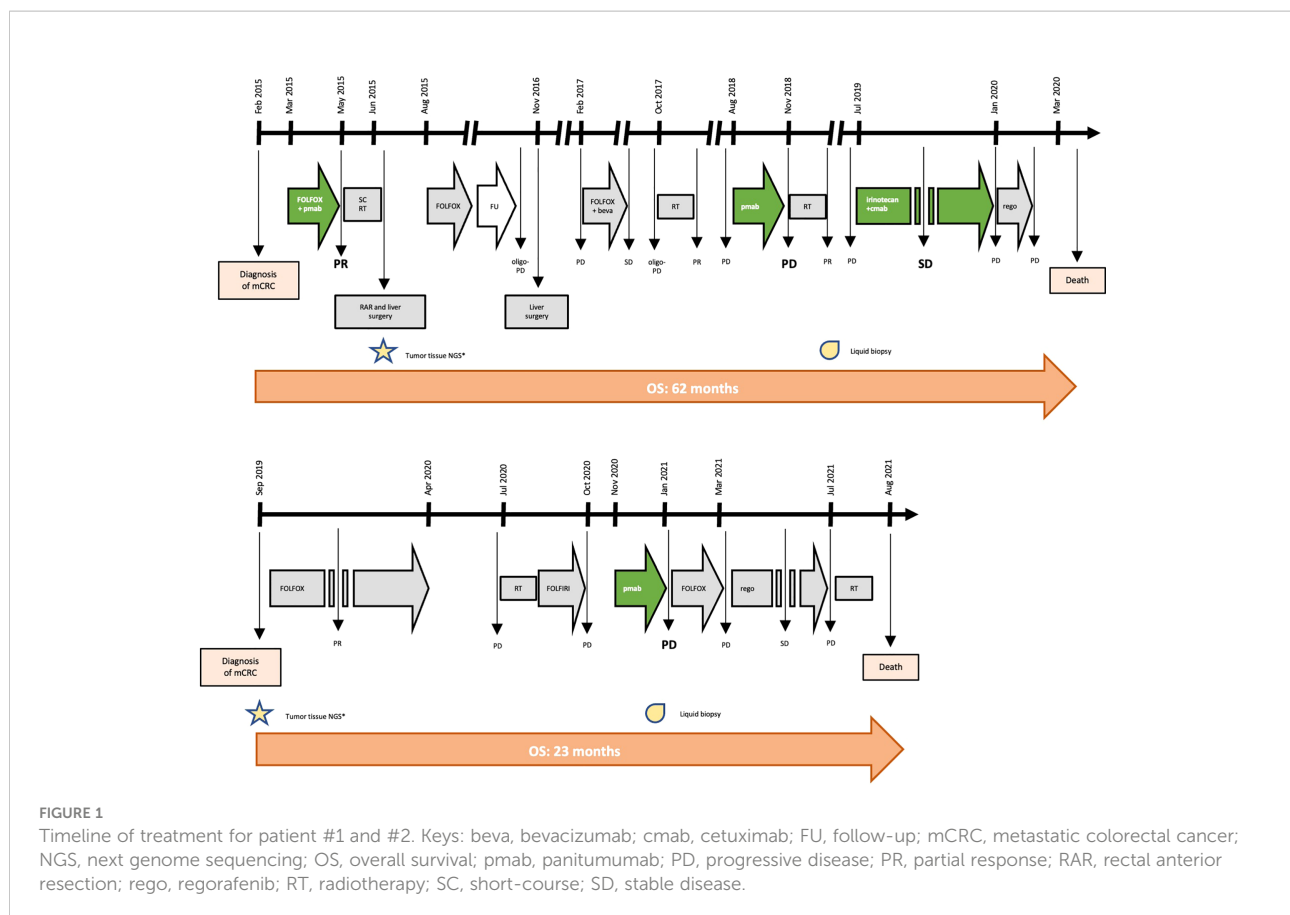 Feb 2015
Mar 2015
May 2015
Jun 2015
Aug 2015
Nov 2016
Feb 2017
Oct 2017
Aug 2018
Nov 2018
Jul 2019
Jan 2020
Mar 2020
FOLFOX
+ pmab
SC
RT
FOLFOX
FU
FOLFOX
+ beva
RT
pmab
RT
irinotecan
+cmab
rego
PR
oligo-
PD
PD
SD
oligo-
PD
PR
PD
PD
PR
PD
SD
PD
PD
Diagnosis
of mCRC
RAR and liver
surgery
Liver
surgery
Death
Tumor tissue NGS*
Liquid biopsy
OS: 62 months
Sep 2019
Apr 2020
Jul 2020
Oct 2020
Nov 2020
Jan 2021
Mar 2021
Jul 2021
Aug 2021
FOLFOX
RT
FOLFIRI
pmab
FOLFOX
rego
RT
PR
PD
PD
PD
PD
SD
PD
Diagnosis
of mCRC
Death
Tumor tissue NGS*
Liquid biopsy
OS: 23 months
FIGURE 1
Timeline of treatment for patient #1 and #2. Keys: beva, bevacizumab; cmab, cetuximab; FU, follow-up; mCRC, metastatic colorectal cancer;
NGS, next genome sequencing; OS, overall survival; pmab, panitumumab; PD, progressive disease; PR, partial response; RAR, rectal anterior
resection; rego, regorafenib; RT, radiotherapy; SC, short-course; SD, stable disease.